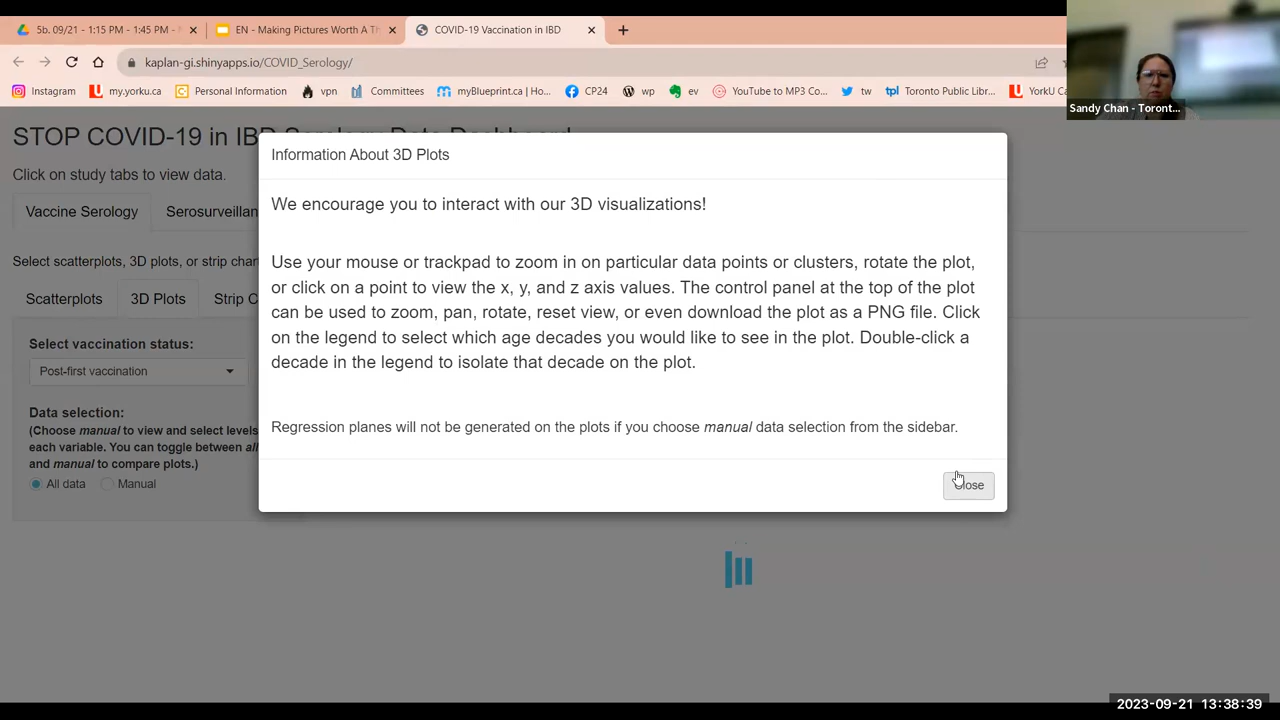 5b. 09/21 - 1:15 PM - 1:45 PM -
EN - Making Pictures Worth A Th
COVID-19 Vaccination in IBD
kaplan-gi.shinyapps.io/COVID_Serology/
Instagram
my.yorku.ca
Personal Information
vpn
Committees
myBlueprint.ca | Ho...
CP24
wp
ev
YouTube to MP3 Co...
tw
Toronto Public Libr...
YorkU C
Sandy Chan - Toront...
STOP COVID-19 in IBD Serology Data Dashboard
Click on study tabs to view data.
Vaccine Serology
Serosurveillan
Select scatterplots, 3D plots, or strip char
Scatterplots
3D Plots
Strip C
Select vaccination status:
Post-first vaccination
Data selection:
(Choose manual to view and select levels
each variable. You can toggle between all
and manual to compare plots.)
All data
Manual
Information About 3D Plots
We encourage you to interact with our 3D visualizations!
Use your mouse or trackpad to zoom in on particular data points or clusters, rotate the plot,
or click on a point to view the x, y, and z axis values. The control panel at the top of the plot
can be used to zoom, pan, rotate, reset view, or even download the plot as a PNG file. Click
on the legend to select which age decades you would like to see in the plot. Double-click a
decade in the legend to isolate that decade on the plot.
Regression planes will not be generated on the plots if you choose manual data selection from the sidebar.
Close
2023-09-21 13:38:39